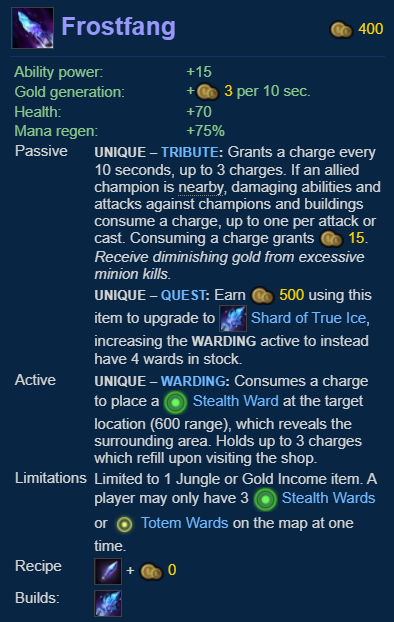 Frostfang 400
Ability power: +15
Gold generation: + 3 per 10 sec.
Health: +70
Mana regen: +75%
Passive UNIQUE – TRIBUTE: Grants a charge every
10 seconds, up to 3 charges. If an allied
champion is nearby, damaging abilities and
attacks against champions and buildings
consume a charge, up to one per attack or
cast. Consuming a charge grants 15.
Receive diminishing gold from excessive
minion kills.
UNIQUE – QUEST: Earn 500 using this
item to upgrade to Shard of True Ice,
increasing the WARDING active to instead
have 4 wards in stock.
Active UNIQUE – WARDING: Consumes a charge
to place a Stealth Ward at the target
location (600 range), which reveals the
surrounding area. Holds up to 3 charges
which refill upon visiting the shop.
Limitations Limited to 1 Jungle or Gold Income item. A
player may only have 3 Stealth Wards
or Totem Wards on the map at one
time.
Recipe + 0
Builds: